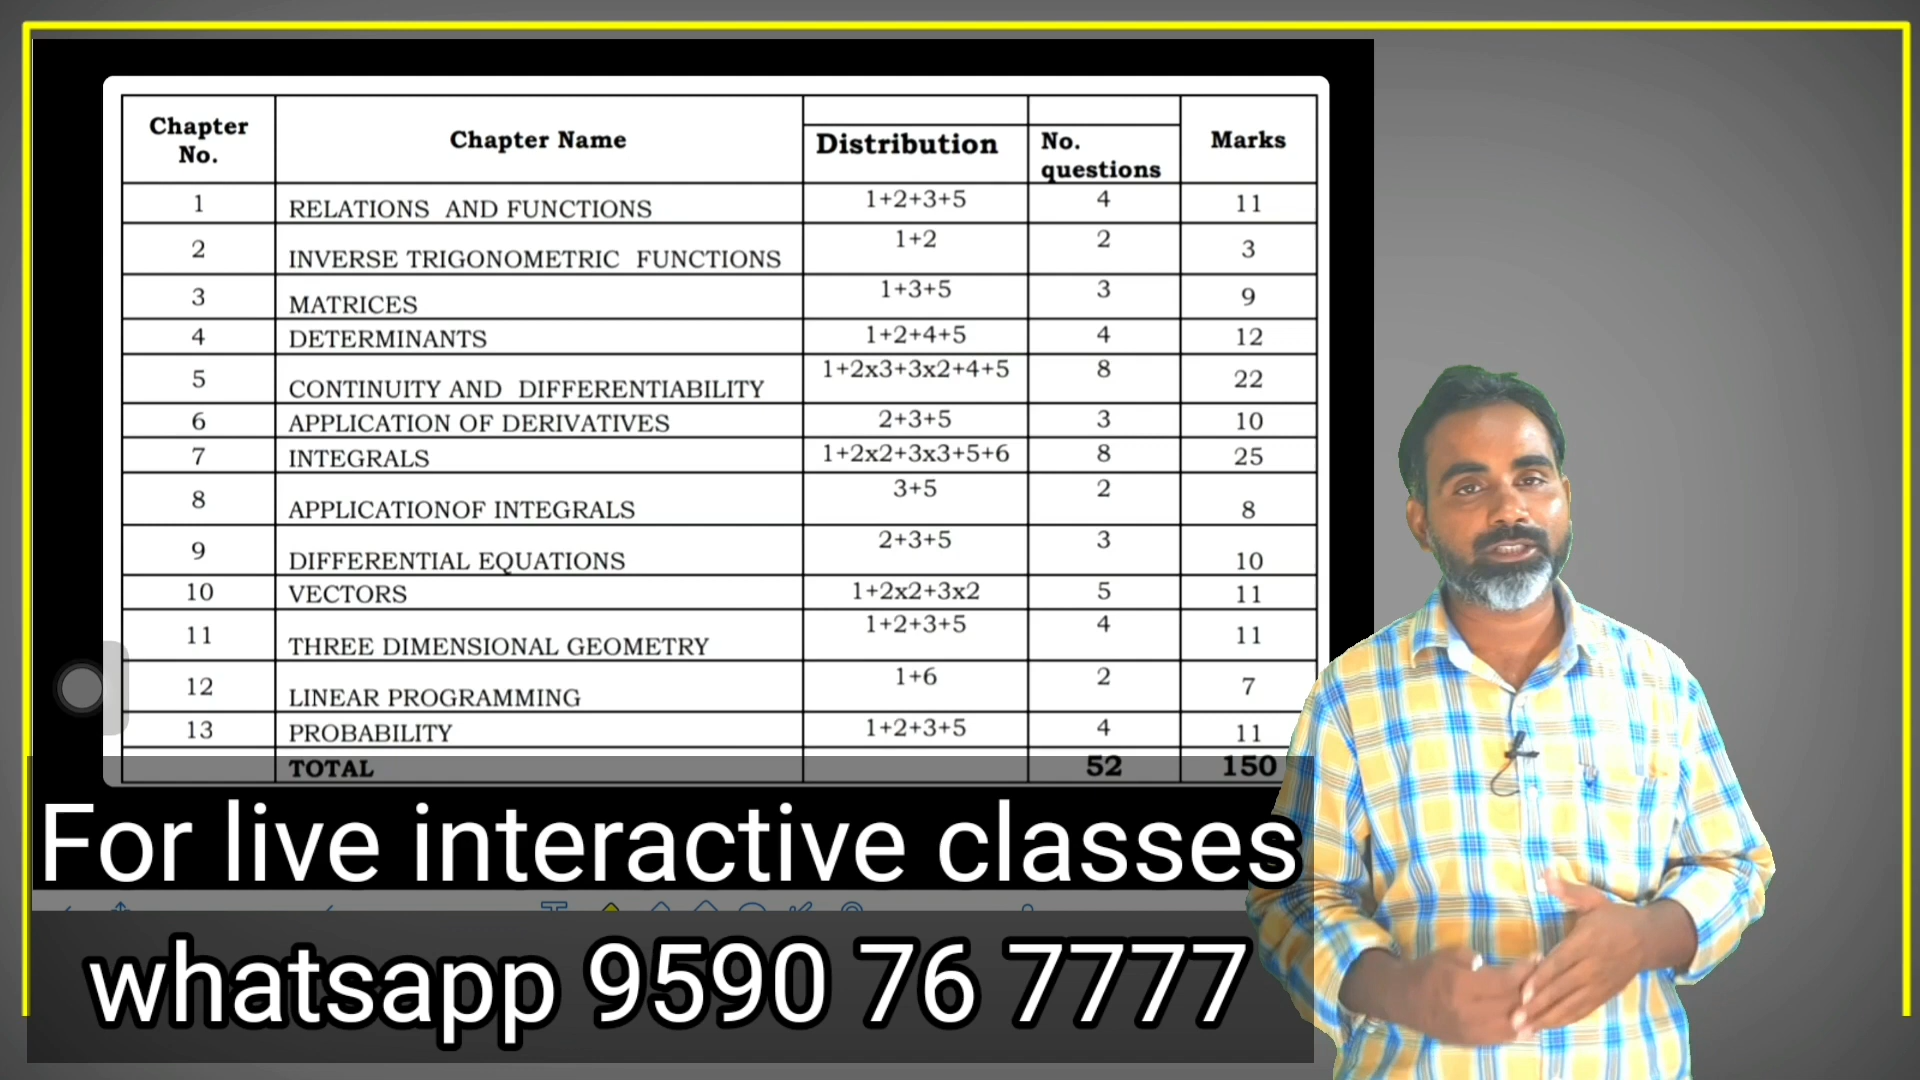 Chapter No. Chapter Name Distribution No. questions Marks
1 RELATIONS AND FUNCTIONS 1+2+3+5 4 11
2 INVERSE TRIGONOMETRIC FUNCTIONS 1+2 2 3
3 MATRICES 1+3+5 3 9
4 DETERMINANTS 1+2+4+5 4 12
5 CONTINUITY AND DIFFERENTIABILITY 1+2x3+3x2+4+5 8 22
6 APPLICATION OF DERIVATIVES 2+3+5 3 10
7 INTEGRALS 1+2x2+3x3+5+6 8 25
8 APPLICATIONOF INTEGRALS 3+5 2 8
9 DIFFERENTIAL EQUATIONS 2+3+5 3 10
10 VECTORS 1+2x2+3x2 5 11
11 THREE DIMENSIONAL GEOMETRY 1+2+3+5 4 11
12 LINEAR PROGRAMMING 1+6 2 7
13 PROBABILITY 1+2+3+5 4 11
TOTAL 52 150
For live interactive classes
whatsapp 9590 76 7777